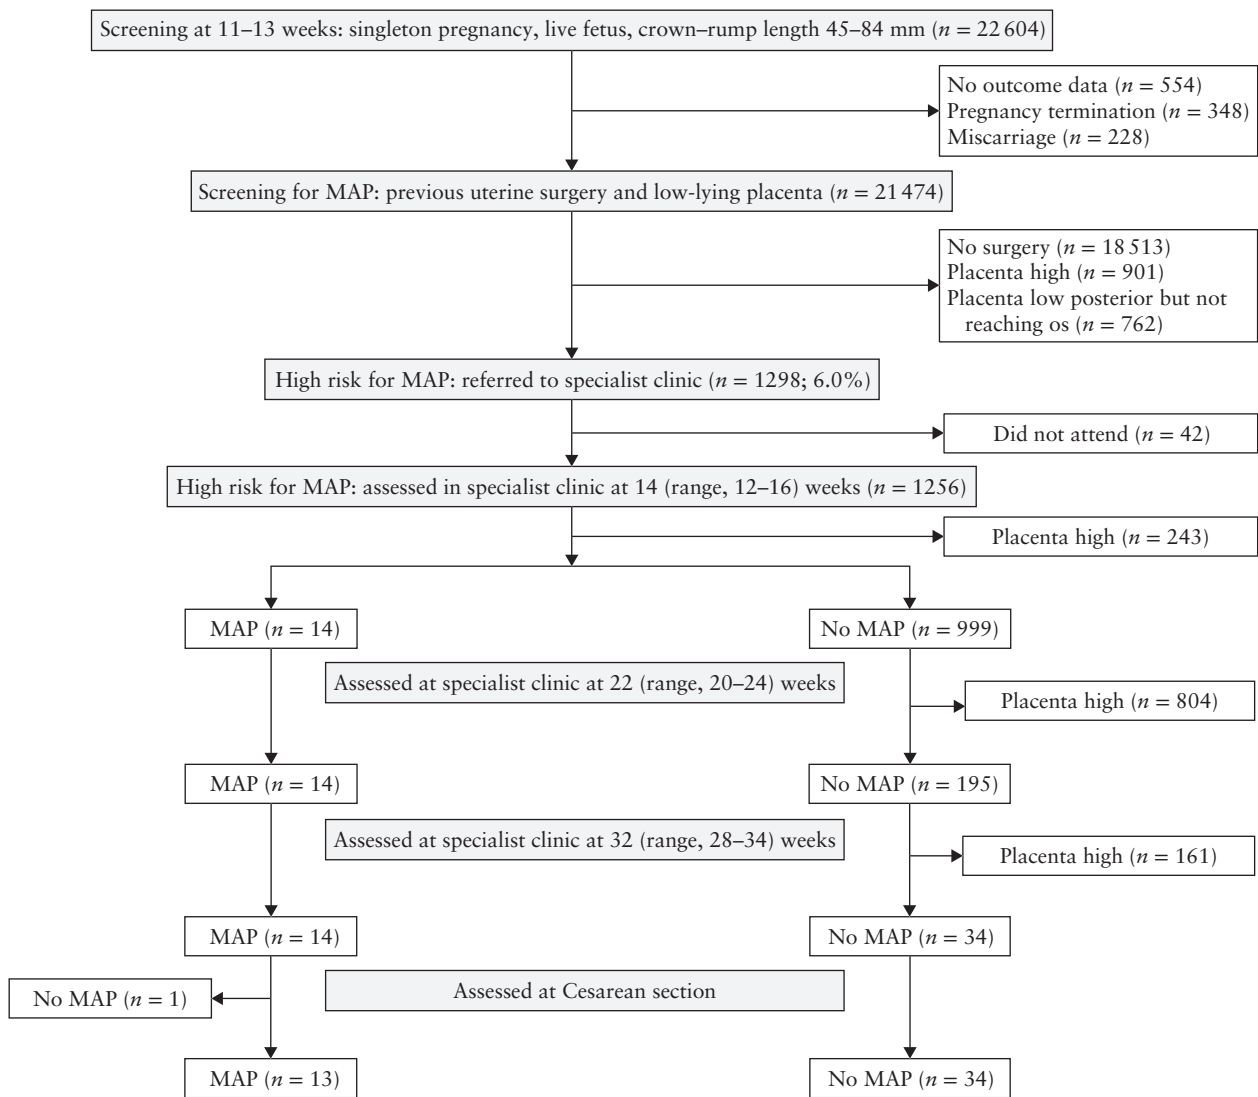 Screening at 11–13 weeks: singleton pregnancy, live fetus, crown–rump length 45–84 mm (n = 22 604)
No outcome data (n = 554)
Pregnancy termination (n = 348)
Miscarriage (n = 228)
Screening for MAP: previous uterine surgery and low-lying placenta (n = 21 474)
No surgery (n = 18 513)
Placenta high (n = 901)
Placenta low posterior but not
reaching os (n = 762)
High risk for MAP: referred to specialist clinic (n = 1298; 6.0%)
Did not attend (n = 42)
High risk for MAP: assessed in specialist clinic at 14 (range, 12–16) weeks (n = 1256)
Placenta high (n = 243)
MAP (n = 14)
No MAP (n = 999)
Assessed at specialist clinic at 22 (range, 20–24) weeks
Placenta high (n = 804)
MAP (n = 14)
No MAP (n = 195)
Assessed at specialist clinic at 32 (range, 28–34) weeks
Placenta high (n = 161)
MAP (n = 14)
No MAP (n = 34)
No MAP (n = 1)
Assessed at Cesarean section
MAP (n = 13)
No MAP (n = 34)